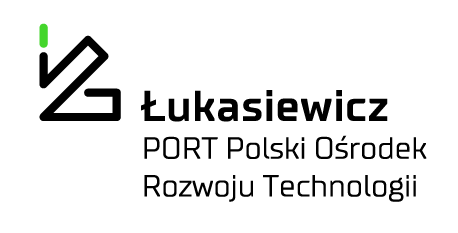 Łukasiewicz
PORT Polski Ośrodek
Rozwoju Technologii